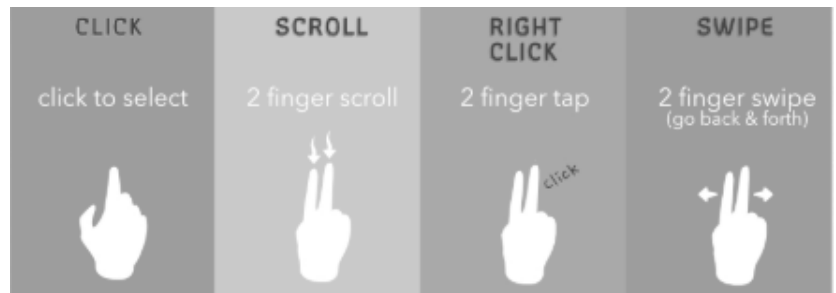 CLICK
click to select
SCROLL
2 finger scroll
RIGHT
CLICK
2 finger tap
click
SWIPE
2 finger swipe
(go back & forth)